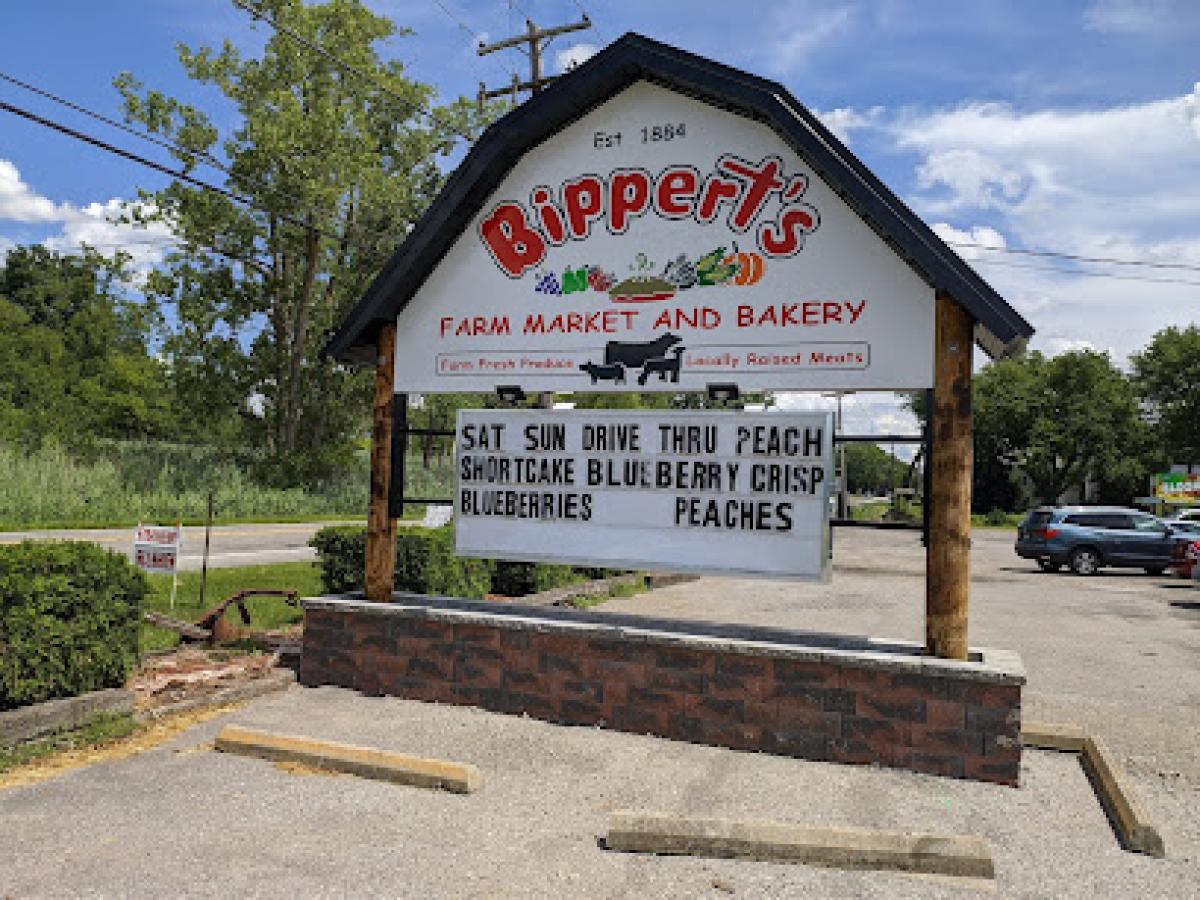 Est 1884
Bippert's
FARM MARKET AND BAKERY
Farm Fresh Produce Locally Raised Meats
SAT SUN DRIVE THRU PEACH
SHORTCAKE BLUEBERRY CRISP
BLUEBERRIES PEACHES